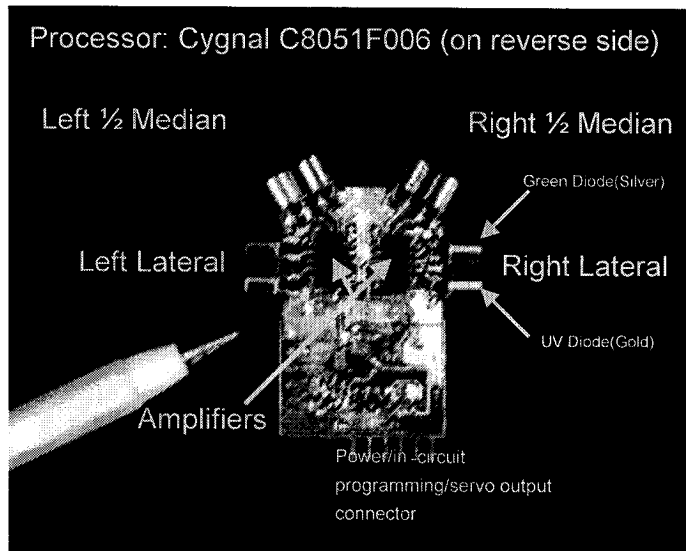 Processor: Cygnal C8051F006 (on reverse side)
Left ½ Median
Right ½ Median
Green Diode(Silver)
Left Lateral
Right Lateral
UV Diode(Gold)
Amplifiers
Power/in -circuit
programming/servo output
connector